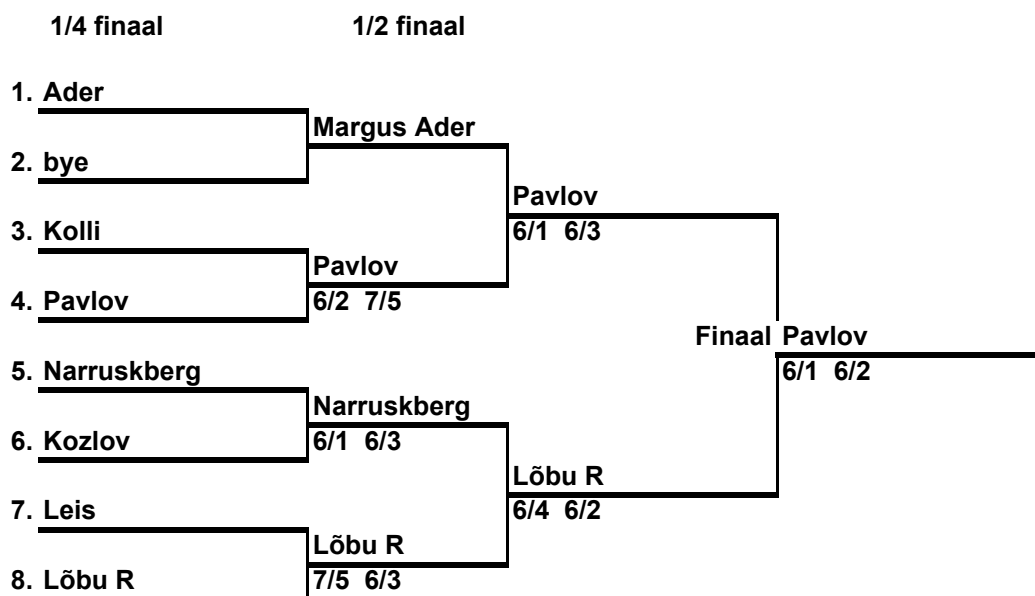 1/4 finaal 1/2 finaal
1. Ader
Margus Ader
2. bye
Pavlov
3. Kolli 6/1 6/3
Pavlov
4. Pavlov 6/2 7/5
Finaal Pavlov
5. Narruskberg 6/1 6/2
Narruskberg
6. Kozlov 6/1 6/3
Lõbu R
7. Leis 6/4 6/2
Lõbu R
8. Lõbu R 7/5 6/3